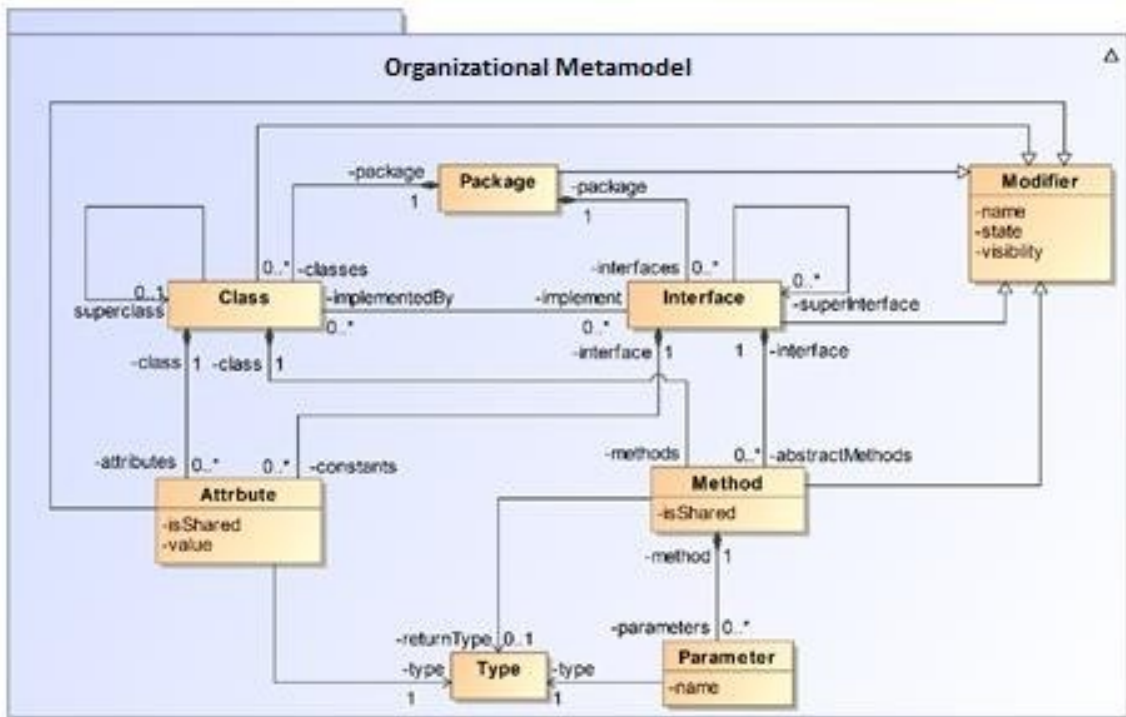 Organizational Metamodel
-package
Package
-package
1
1
Modifier
-name
-state
-visibility
0..*
-classes
-interfaces
0..*
0..1
superclass
Class
-implementedBy
0..*
-implement
0..*
Interface
0..*
-superInterface
-class
1
-class
1
-interface
1
1
-interface
-attributes
0..*
0..*
-constants
-methods
0..*
-abstractMethods
Attrbute
-isShared
-value
Method
-isShared
-method
1
-returnType
0..1
-parameters
0..*
-type
1
Type
-type
1
Parameter
-name